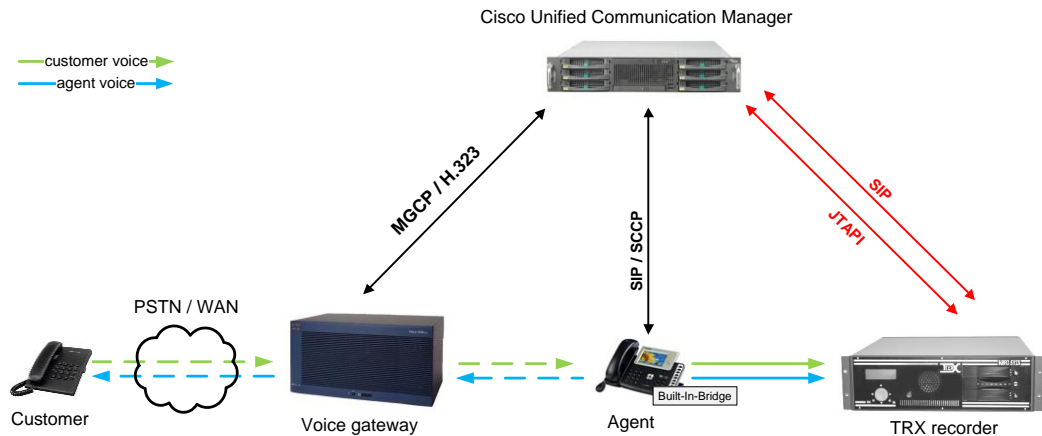 Cisco Unified Communication Manager
customer voice
agent voice
MGCP / H.323
SIP / SCCP
SIP
JTAPI
PSTN / WAN
Built-In-Bridge
Customer
Voice gateway
Agent
TRX recorder